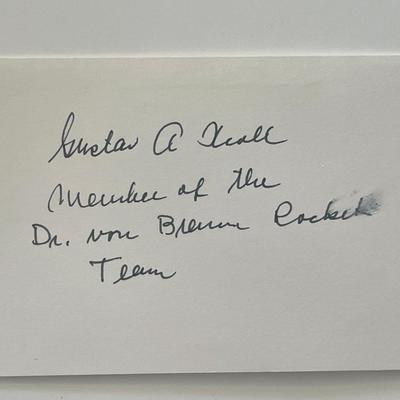 Gustav A Kroll
Member of the
Dr. von Braun Rocket
Team